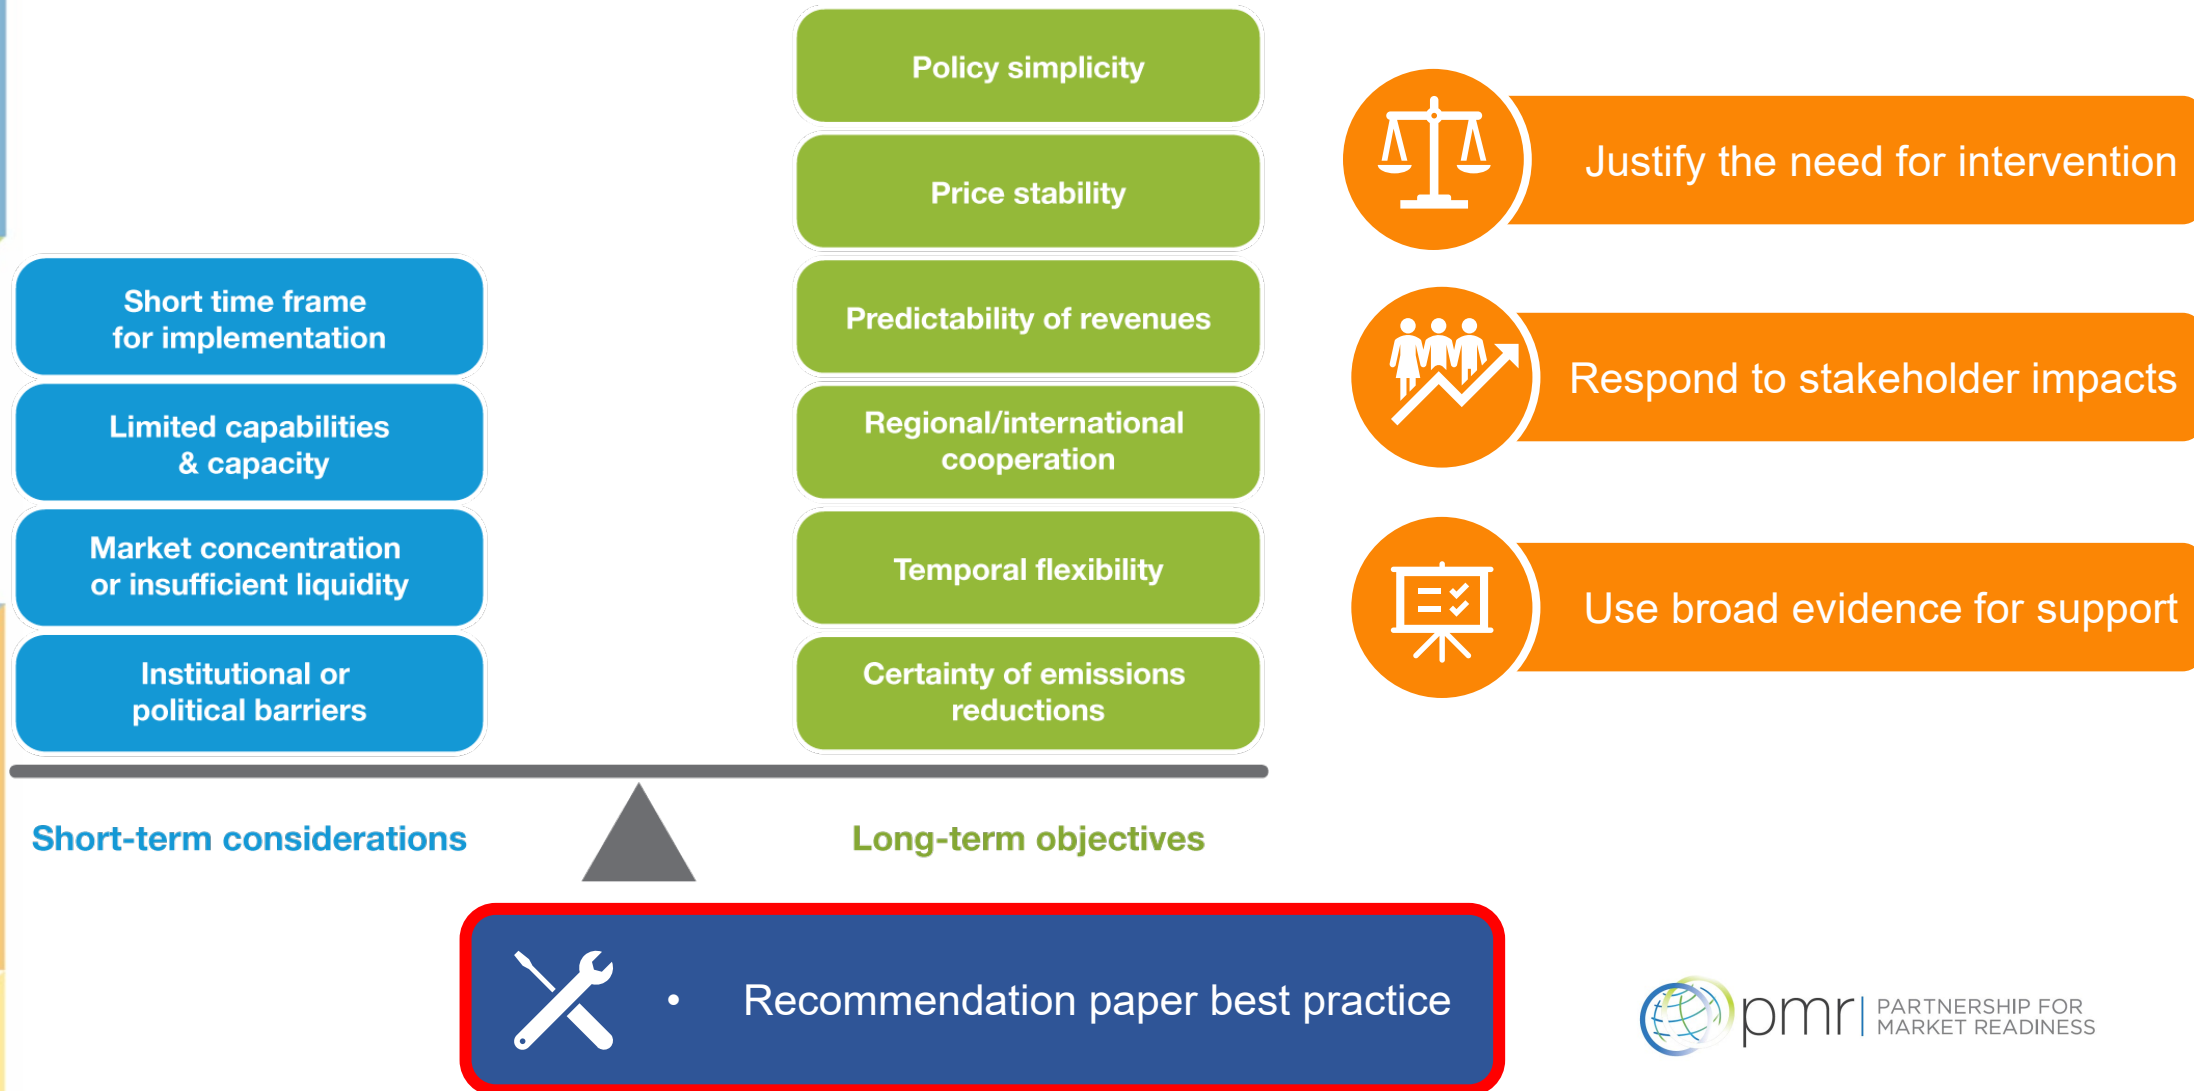 Policy simplicity
Price stability
Predictability of revenues
Regional/international
cooperation
Temporal flexibility
Certainty of emissions
reductions
Short time frame
for implementation
Limited capabilities
& capacity
Market concentration
or insufficient liquidity
Institutional or
political barriers
Short-term considerations
Long-term objectives
Justify the need for intervention
Respond to stakeholder impacts
Use broad evidence for support
• Recommendation paper best practice
pmr
PARTNERSHIP FOR
MARKET READINESS